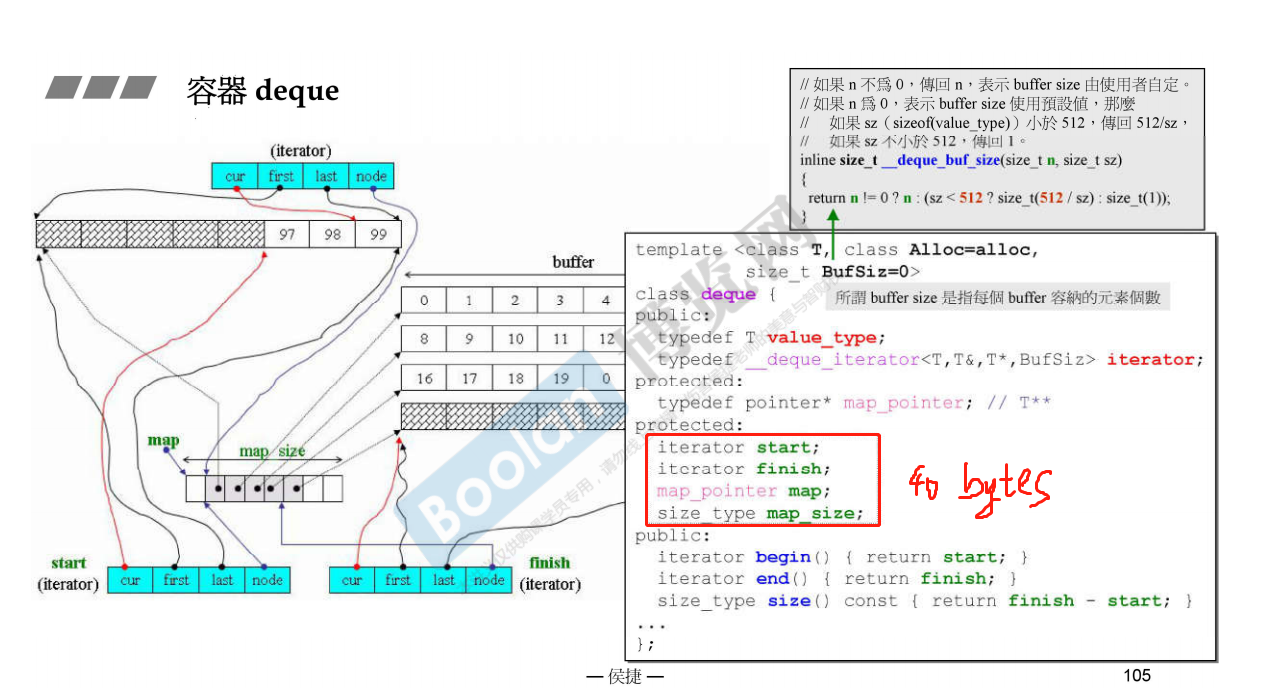 容器 deque
// 如果 n 不為 0,傳回 n,表示 buffer size 由使用者自定。
// 如果 n 為 0,表示 buffer size 使用預設值,那麼
// 如果 sz(sizeof(value_type))小於 512,傳回 512/sz,
// 如果 sz 不小於 512,傳回 1。
inline size_t __deque_buf_size(size_t n, size_t sz)
{
return n != 0 ? n : (sz < 512 ? size_t(512 / sz) : size_t(1));
}
(iterator)
cur first last node
97 98 99
buffer
0 1 2 3 4
8 9 10 11 12
16 17 18 19 0
map
map size
start
(iterator)
cur first last node
cur first last node
finish
(iterator)
template <class T, class Alloc=alloc,
size_t BufSiz=0>
class deque {
所謂 buffer size 是指每個 buffer 容納的元素個數
public:
typedef T value_type;
typedef __deque_iterator<T,T&,T*,BufSiz> iterator;
protected:
typedef pointer* map_pointer; // T**
protected:
iterator start;
iterator finish;
map_pointer map;
size_type map_size;
40 bytes
public:
iterator begin() { return start; }
iterator end() { return finish; }
size_type size() const { return finish - start; }
...
};
Boolan
博览网
— 侯捷 —
105